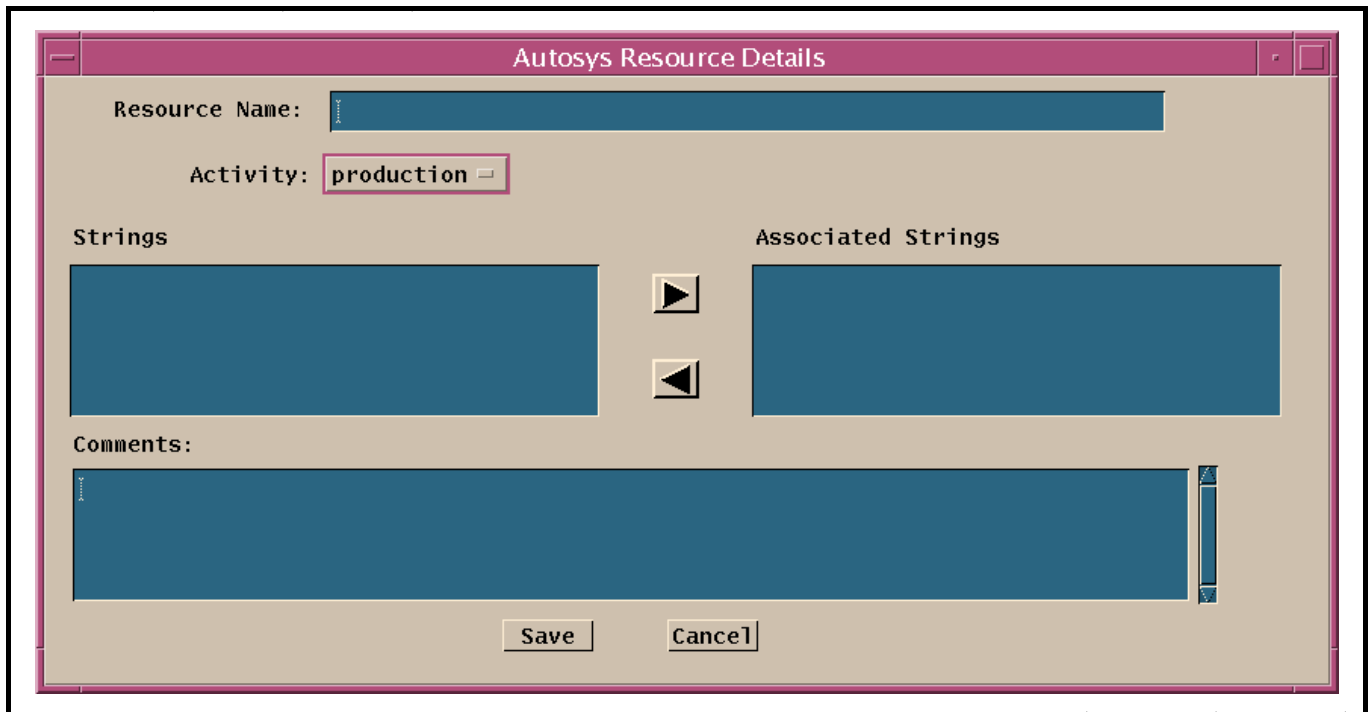 Autosys Resource Details
Resource Name:
Activity: production
Strings
Associated Strings
Comments:
Save
Cancel